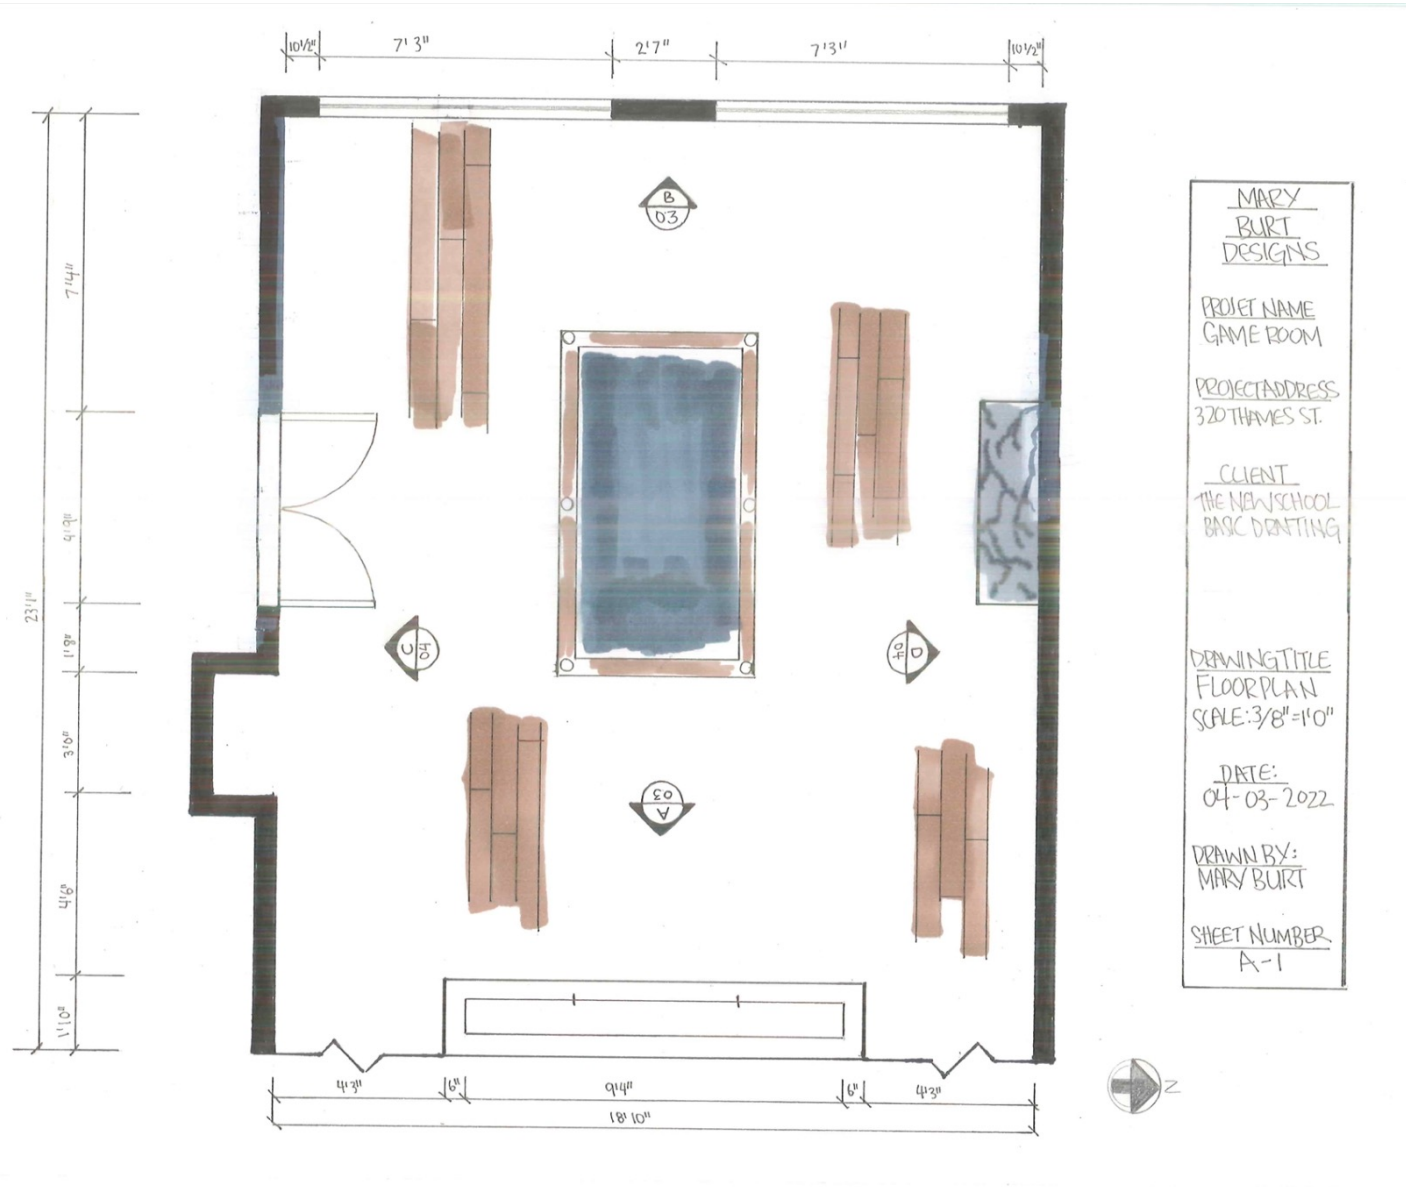 10½" 7'3" 2'7" 7'3" 10½"
7'4"
4'9"
23'1"
1'8"
3'0"
4'6"
1'10"
B
03
C
04
D
04
A
03
4'3" 6" 9'4" 6" 4'3"
18'10"
N
MARY
BURT
DESIGNS
PROJET NAME
GAME ROOM
PROJECT ADDRESS
320 THAMES ST.
CLIENT
THE NEW SCHOOL
BASIC DRAFTING
DRAWING TITLE
FLOOR PLAN
SCALE: 3/8"=1'0"
DATE:
04-03-2022
DRAWN BY:
MARY BURT
SHEET NUMBER
A-1